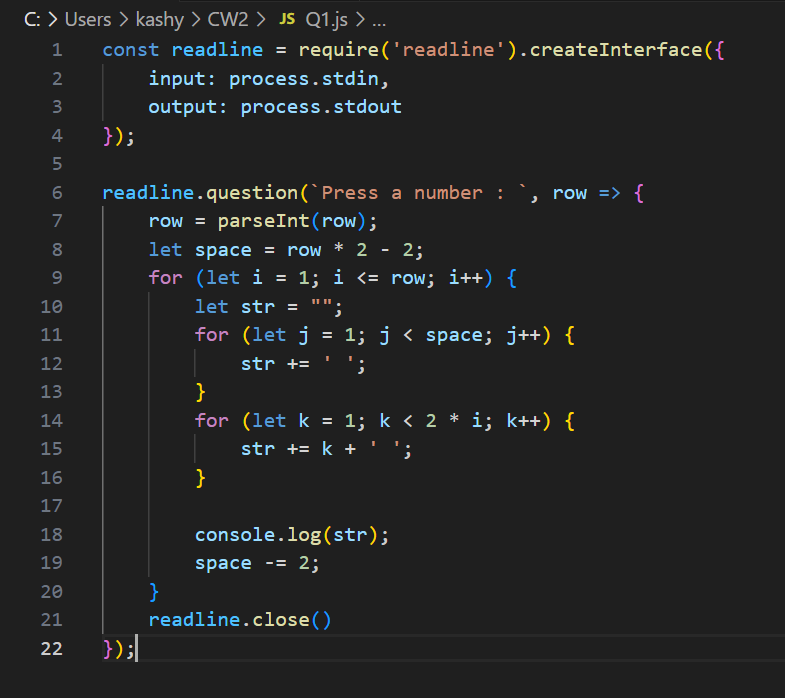 C: > Users > kashy > CW2 > JS Q1.js > ...
1 const readline = require('readline').createInterface({
2     input: process.stdin,
3     output: process.stdout
4 });
5
6 readline.question(`Press a number : `, row => {
7     row = parseInt(row);
8     let space = row * 2 - 2;
9     for (let i = 1; i <= row; i++) {
10         let str = "";
11         for (let j = 1; j < space; j++) {
12             str += ' ';
13         }
14         for (let k = 1; k < 2 * i; k++) {
15             str += k + ' ';
16         }
17
18         console.log(str);
19         space -= 2;
20     }
21     readline.close()
22 });